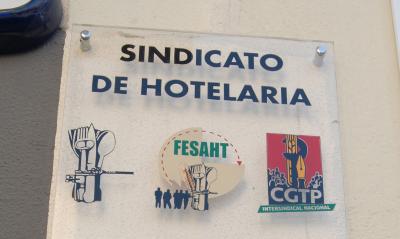 SINDICATO
DE HOTELARIA
FESAHT
CGTP
INTERSINDICAL NACIONAL